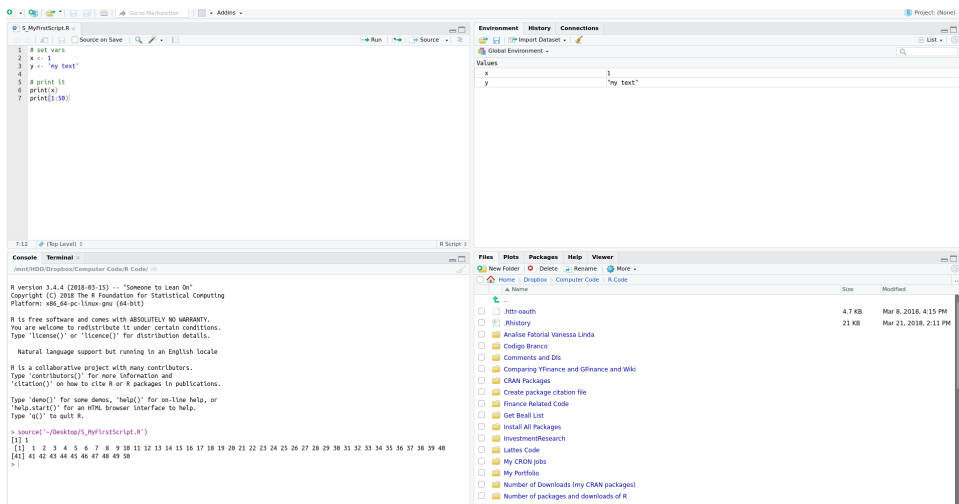 Go to file/function
Addins
Project: (None)
S_MyFirstScript.R
Source on Save
Run
Source
1 # set vars
2 x <- 1
3 y <- 'my text'
4
5 # print it
6 print(x)
7 print(1:50)
7:12
(Top Level)
R Script
Console Terminal
/mnt/HDD/Dropbox/Computer Code/R Code/
R version 3.4.4 (2018-03-15) -- "Someone to Lean On"
Copyright (C) 2018 The R Foundation for Statistical Computing
Platform: x86_64-pc-linux-gnu (64-bit)
R is free software and comes with ABSOLUTELY NO WARRANTY.
You are welcome to redistribute it under certain conditions.
Type 'license()' or 'licence()' for distribution details.
Natural language support but running in an English locale
R is a collaborative project with many contributors.
Type 'contributors()' for more information and
'citation()' on how to cite R or R packages in publications.
Type 'demo()' for some demos, 'help()' for on-line help, or
'help.start()' for an HTML browser interface to help.
Type 'q()' to quit R.
> source('~/Desktop/S_MyFirstScript.R')
[1] 1
[1] 1 2 3 4 5 6 7 8 9 10 11 12 13 14 15 16 17 18 19 20 21 22 23 24 25 26 27 28 29 30 31 32 33 34 35 36 37 38 39 40
[41] 41 42 43 44 45 46 47 48 49 50
>
Environment History Connections
Import Dataset
List
Global Environment
Values
x 1
y "my text"
Files Plots Packages Help Viewer
New Folder Delete Rename More
Home Dropbox Computer Code R Code
Name Size Modified
..
.httr-oauth 4.7 KB Mar 8, 2018, 4:15 PM
.Rhistory 21 KB Mar 21, 2018, 2:11 PM
Analise Fatorial Vanessa Linda
Codigo Branco
Comments and DIs
Comparing YFinance and GFinance and Wiki
CRAN Packages
Create package citation file
Finance Related Code
Get Beall List
Install All Packages
InvestmentResearch
Lattes Code
My CRON Jobs
My Portfolio
Number of Downloads (my CRAN packages)
Number of packages and downloads of R